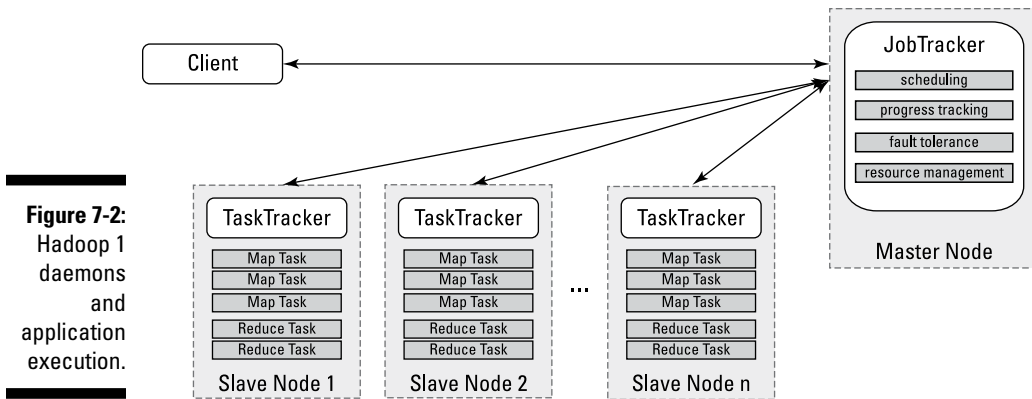 Client
JobTracker
scheduling
progress tracking
fault tolerance
resource management
Master Node
Figure 7-2:
Hadoop 1
daemons
and
application
execution.
TaskTracker
Map Task
Map Task
Map Task
Reduce Task
Reduce Task
Slave Node 1
TaskTracker
Map Task
Map Task
Map Task
Reduce Task
Reduce Task
Slave Node 2
...
TaskTracker
Map Task
Map Task
Map Task
Reduce Task
Reduce Task
Slave Node n